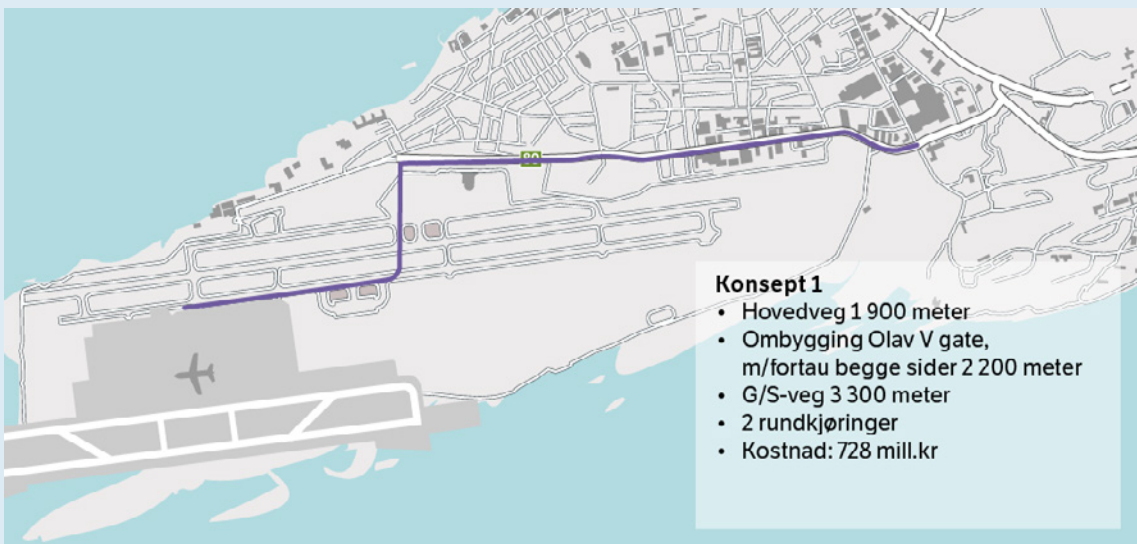 80
Konsept 1
• Hovedveg 1 900 meter
• Ombygging Olav V gate,
m/fortau begge sider 2 200 meter
• G/S-veg 3 300 meter
• 2 rundkjøringer
• Kostnad: 728 mill.kr